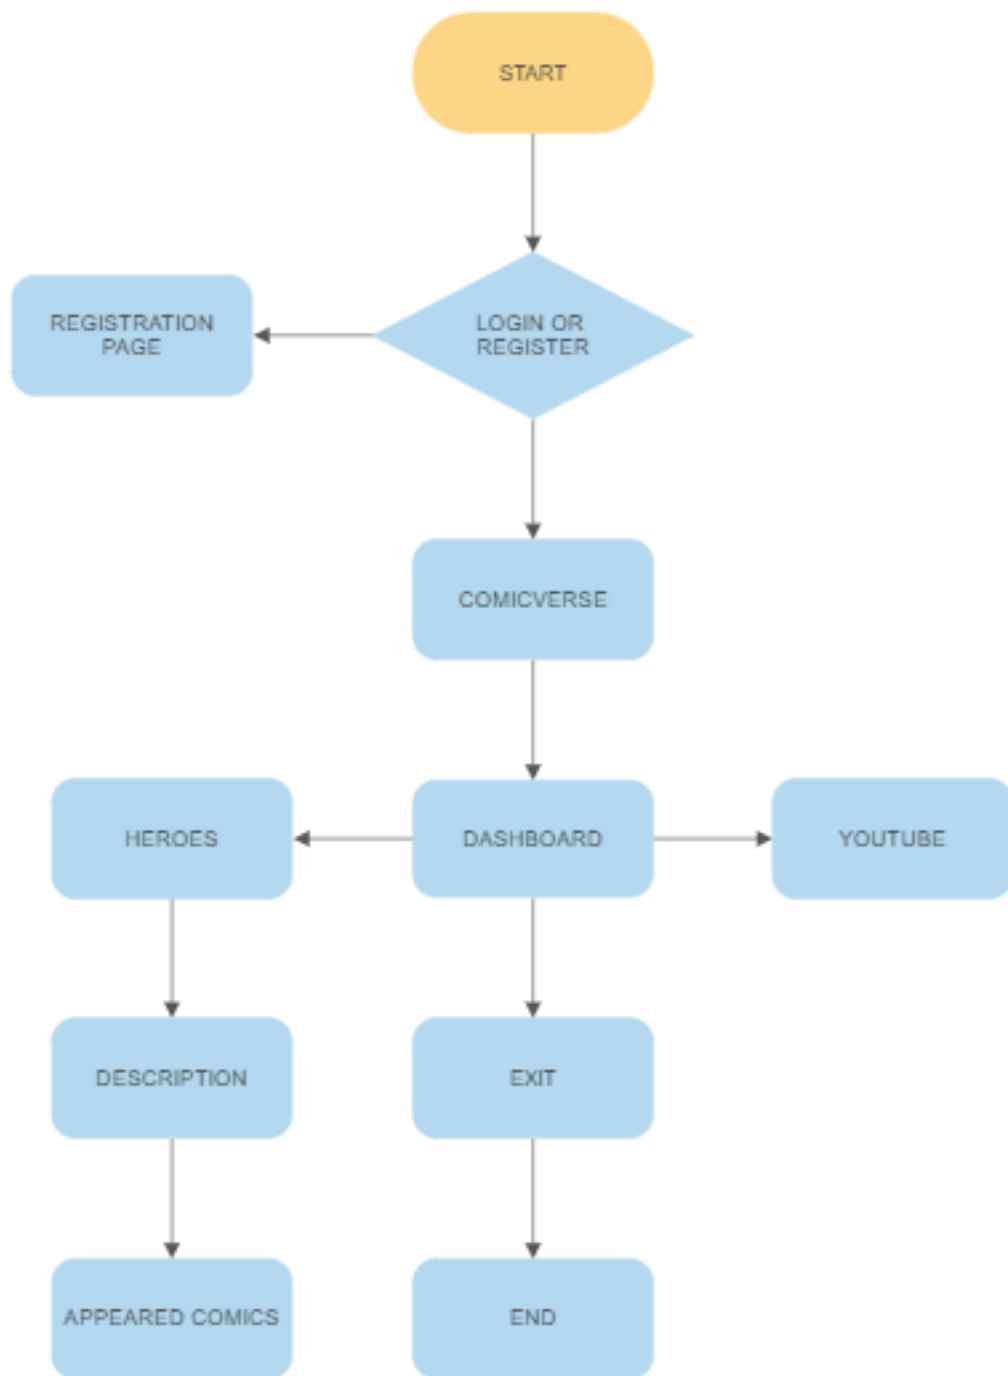 START
REGISTRATION
PAGE
LOGIN OR
REGISTER
COMICVERSE
HEROES
DASHBOARD
YOUTUBE
DESCRIPTION
EXIT
APPEARED COMICS
END